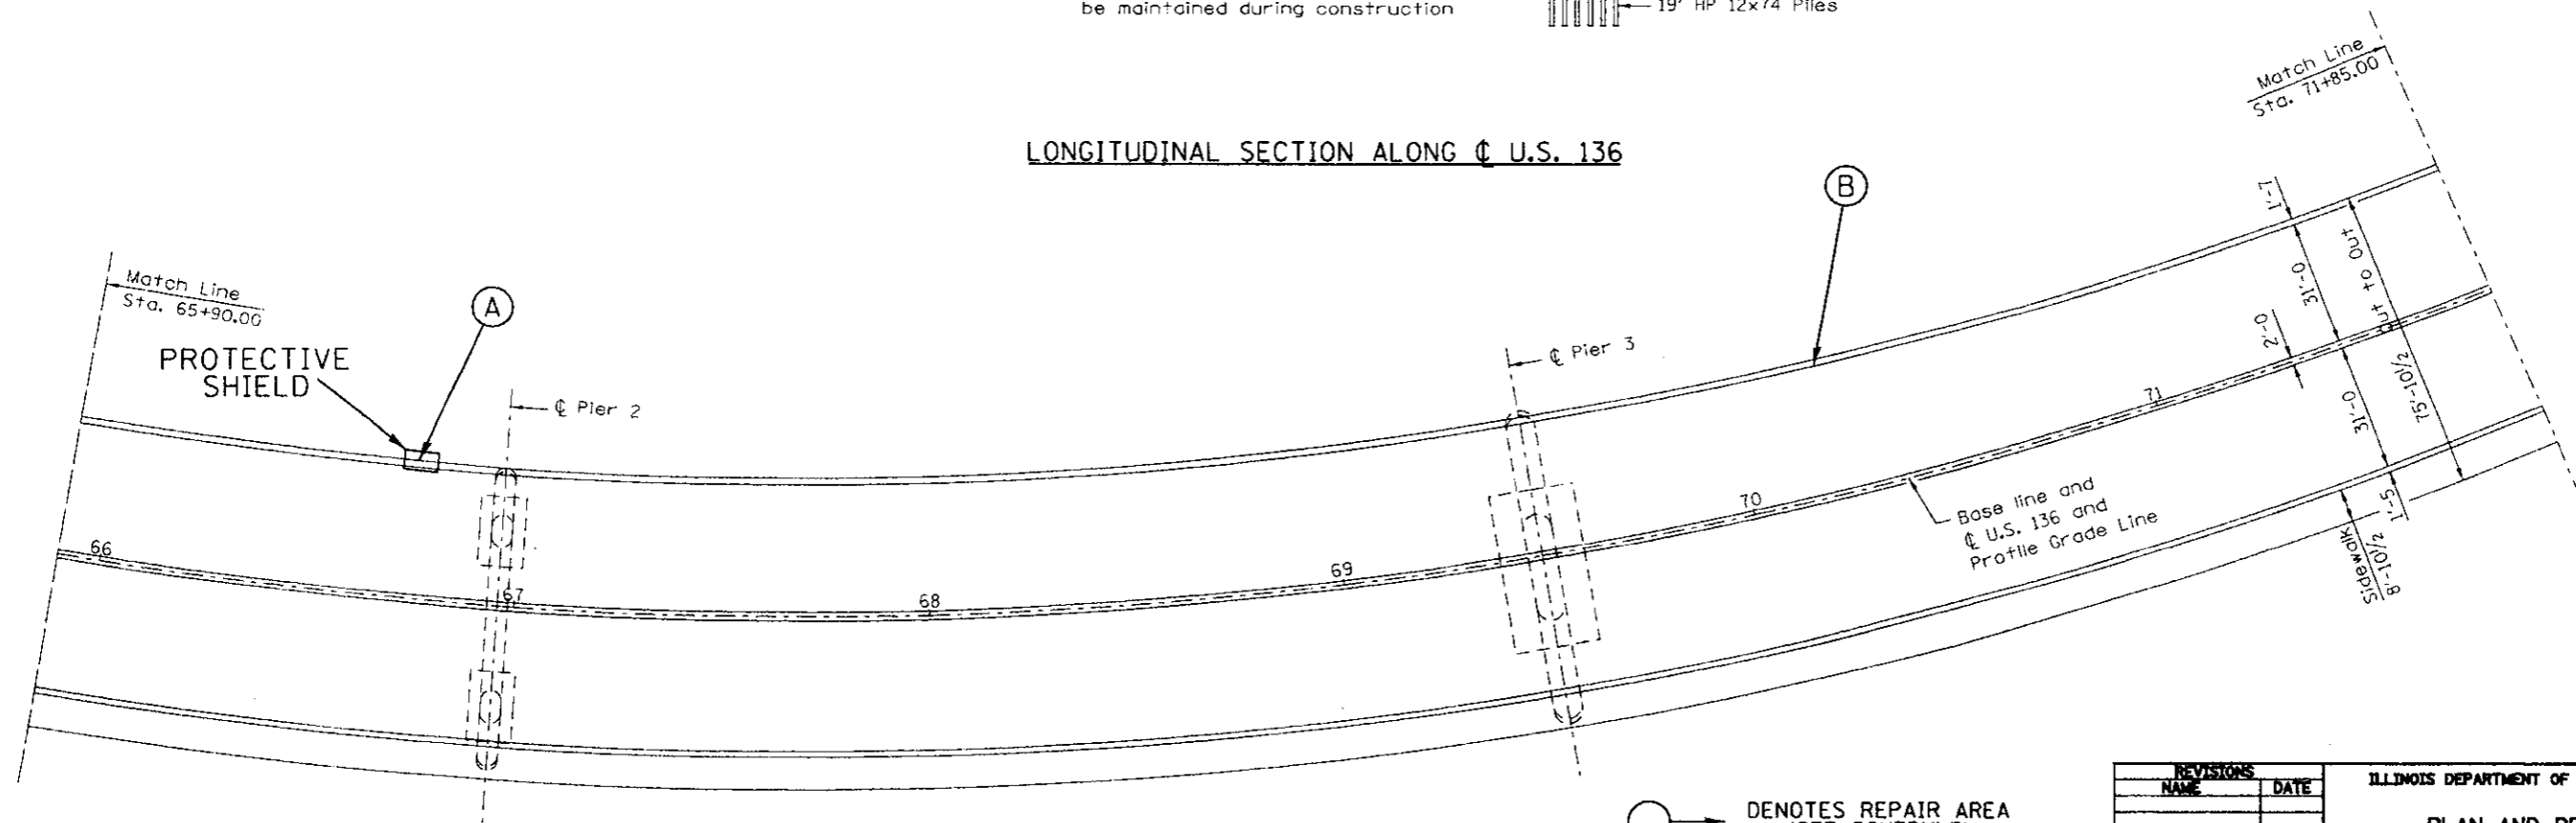 be maintained during construction
19' HP 12x74 Piles
LONGITUDINAL SECTION ALONG ℄ U.S. 136
Match Line
Sta. 71+85.00
B
Match Line
Sta. 65+90.00
A
PROTECTIVE
SHIELD
℄ Pier 2
℄ Pier 3
1'-7
31'-0
Out to Out
75'-10½
2'-0
31'-0
1'-5
Sidewalk
8'-10½
66
67
68
69
70
71
Base line and
℄ U.S. 136 and
Profile Grade Line
DENOTES REPAIR AREA
REVISIONS
NAME
DATE
ILLINOIS DEPARTMENT OF